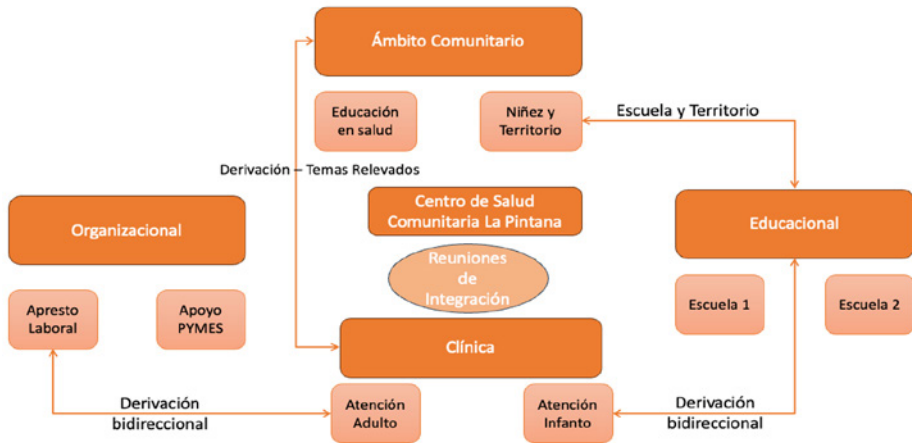 Ámbito Comunitario
Educación
en salud
Niñez y
Territorio
Escuela y Territorio
Derivación – Temas Relevados
Centro de Salud
Comunitaria La Pintana
Organizacional
Educacional
Reuniones
de
Integración
Apresto
Laboral
Apoyo
PYMES
Escuela 1
Escuela 2
Clínica
Derivación
bidireccional
Atención
Adulto
Atención
Infanto
Derivación
bidireccional